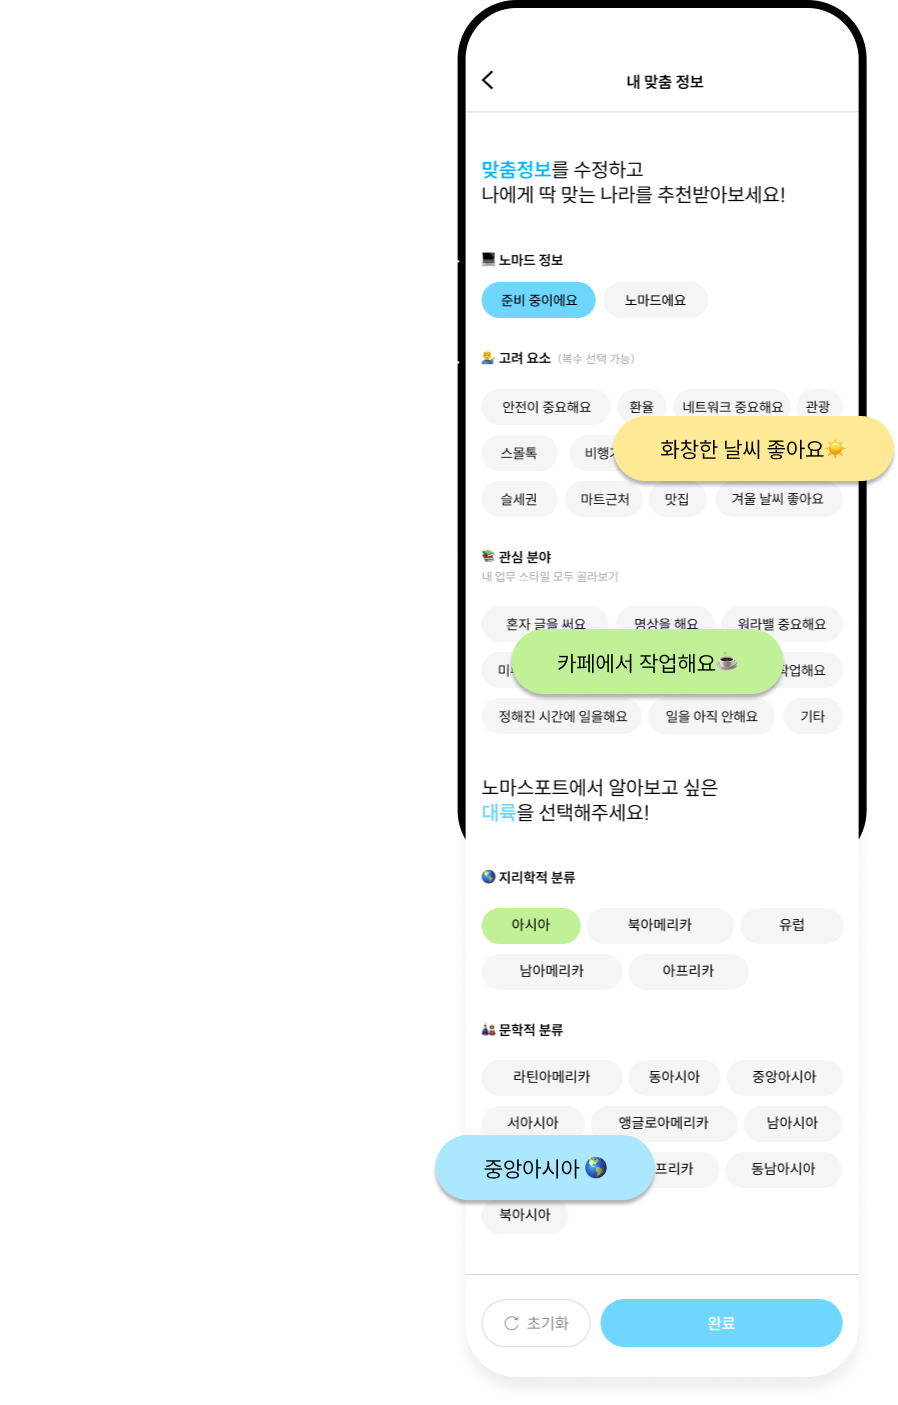 내 맞춤 정보
맞춤정보를 수정하고
나에게 딱 맞는 나라를 추천받아보세요!
노마드 정보
준비 중이에요 노마드에요
고려 요소 (복수 선택 가능)
안전이 중요해요 환율 네트워크 중요해요 관광
화창한 날씨 좋아요
스몰톡
슬세권 마트근처 맛집 겨울 날씨 좋아요
관심 분야
내 업무 스타일 모두 골라보기
혼자 글을 써요 명상을 해요 워라밸 중요해요
카페에서 작업해요
정해진 시간에 일을해요 일을 아직 안해요 기타
노마스포트에서 알아보고 싶은
대륙을 선택해주세요!
지리학적 분류
아시아 북아메리카 유럽
남아메리카 아프리카
문학적 분류
라틴아메리카 동아시아 중앙아시아
서아시아 앵글로아메리카 남아시아
중앙아시아 프리카 동남아시아
북아시아
초기화 완료